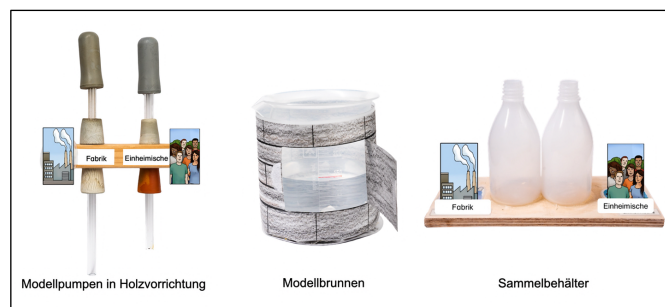 Fabrik
Einheimische
Fabrik
Einheimische
Modellpumpen in Holzvorrichtung
Modellbrunnen
Sammelbehälter